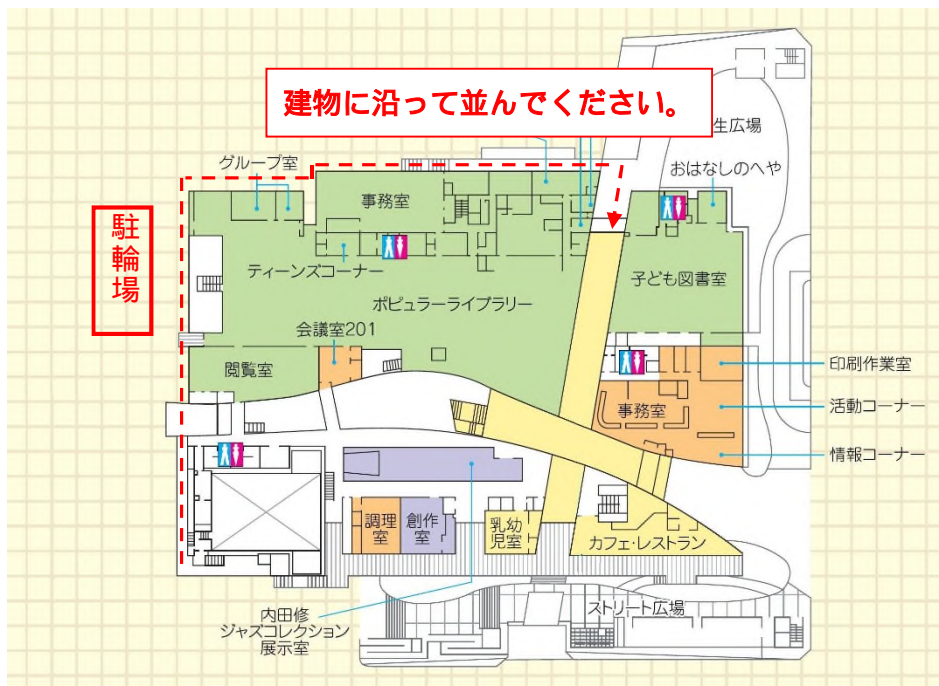 建物に沿って並んでください。
生広場
グループ室
おはなしのへや
事務室
駐輪場
ティーンズコーナー
子ども図書室
ポピュラーライブラリー
会議室201
閲覧室
印刷作業室
事務室
活動コーナー
情報コーナー
調理
室
創作
室
乳幼
児室
カフェ・レストラン
ストリート広場
内田修
ジャズコレクション
展示室